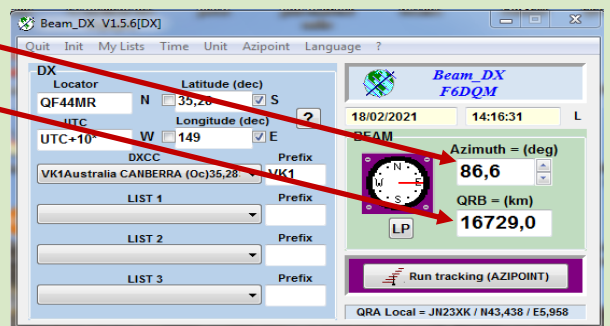 Beam_DX V1.5.6[DX]
Quit Init My Lists Time Unit Azipoint Language ?
DX
Locator Latitude (dec)
QF44MR N 35,28 S
UTC Longitude (dec) ?
UTC+10* W 149 E
DXCC Prefix
VK1Australia CANBERRA (Oc)35,28 VK1
LIST 1 Prefix
LIST 2 Prefix
LIST 3 Prefix
Beam_DX
F6DQM
18/02/2021 14:16:31 L
BEAM
Azimuth = (deg)
N
W E
S
86,6
QRB = (km)
LP 16729,0
Run tracking (AZIPOINT)
QRA Local = JN23XK / N43,438 / E5,958